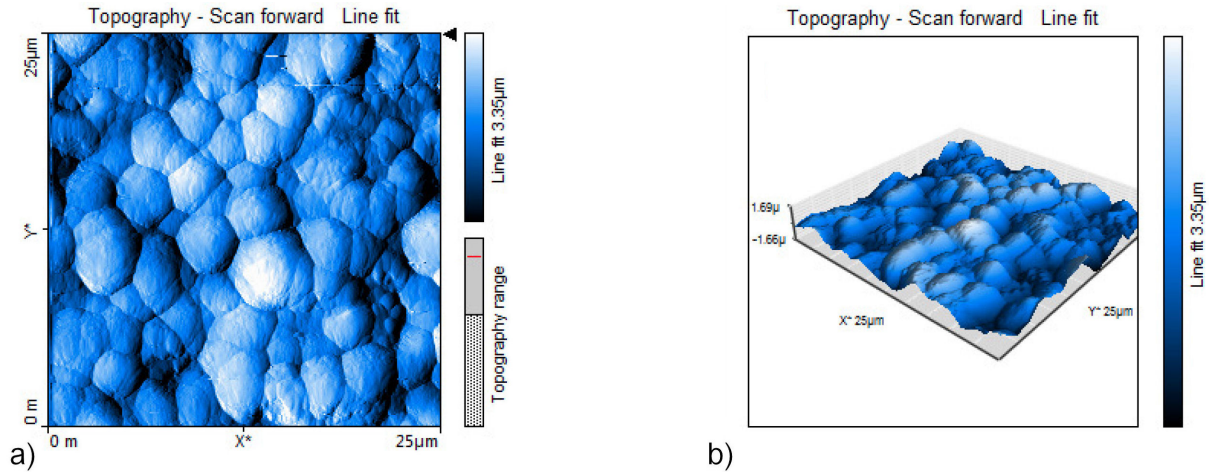 Topography - Scan forward Line fit
25µm
Y*
0 m
0 m
X*
25µm
Line fit 3.35µm
Topography range
a)
Topography - Scan forward Line fit
1.69µ
-1.66µ
X* 25µm
Y* 25µm
Line fit 3.35µm
b)